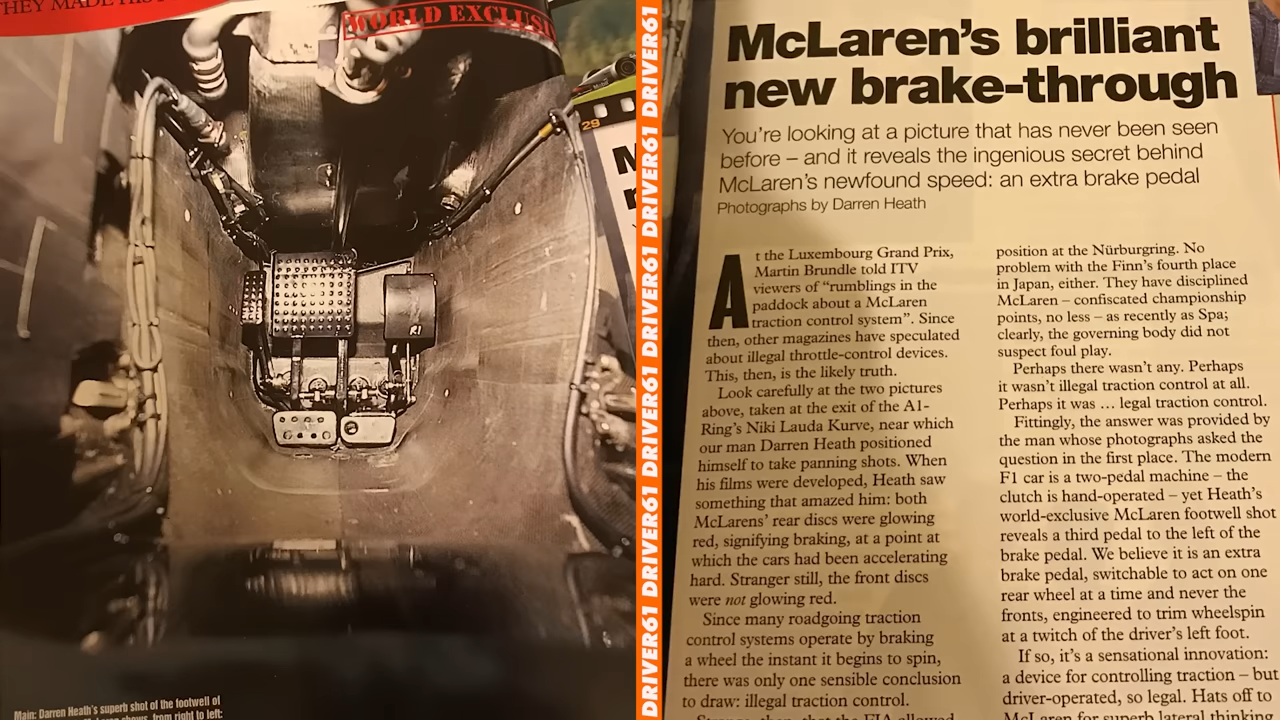 THEY MADE HIS
WORLD EXCLUSI
29
R1
Main: Darren Heath's superb shot of the footwell of
shows, from right to left:
DRIVER61 DRIVER61 DRIVER61 DRIVER61 DRIVER61 DRIVER61
McLaren's brilliant
new brake-through
You're looking at a picture that has never been seen
before – and it reveals the ingenious secret behind
McLaren's newfound speed: an extra brake pedal
Photographs by Darren Heath
At the Luxembourg Grand Prix,
Martin Brundle told ITV
viewers of "rumblings in the
paddock about a McLaren
traction control system". Since
then, other magazines have speculated
about illegal throttle-control devices.
This, then, is the likely truth.
Look carefully at the two pictures
above, taken at the exit of the A1-
Ring's Niki Lauda Kurve, near which
our man Darren Heath positioned
himself to take panning shots. When
his films were developed, Heath saw
something that amazed him: both
McLarens' rear discs were glowing
red, signifying braking, at a point at
which the cars had been accelerating
hard. Stranger still, the front discs
were not glowing red.
Since many roadgoing traction
control systems operate by braking
a wheel the instant it begins to spin,
there was only one sensible conclusion
to draw: illegal traction control.
Strange, then, that the FIA allowed
position at the Nürburgring. No
problem with the Finn's fourth place
in Japan, either. They have disciplined
McLaren – confiscated championship
points, no less – as recently as Spa;
clearly, the governing body did not
suspect foul play.
Perhaps there wasn't any. Perhaps
it wasn't illegal traction control at all.
Perhaps it was ... legal traction control.
Fittingly, the answer was provided by
the man whose photographs asked the
question in the first place. The modern
F1 car is a two-pedal machine – the
clutch is hand-operated – yet Heath's
world-exclusive McLaren footwell shot
reveals a third pedal to the left of the
brake pedal. We believe it is an extra
brake pedal, switchable to act on one
rear wheel at a time and never the
fronts, engineered to trim wheelspin
at a twitch of the driver's left foot.
If so, it's a sensational innovation:
a device for controlling traction – but
driver-operated, so legal. Hats off to
McLaren for superb lateral thinking